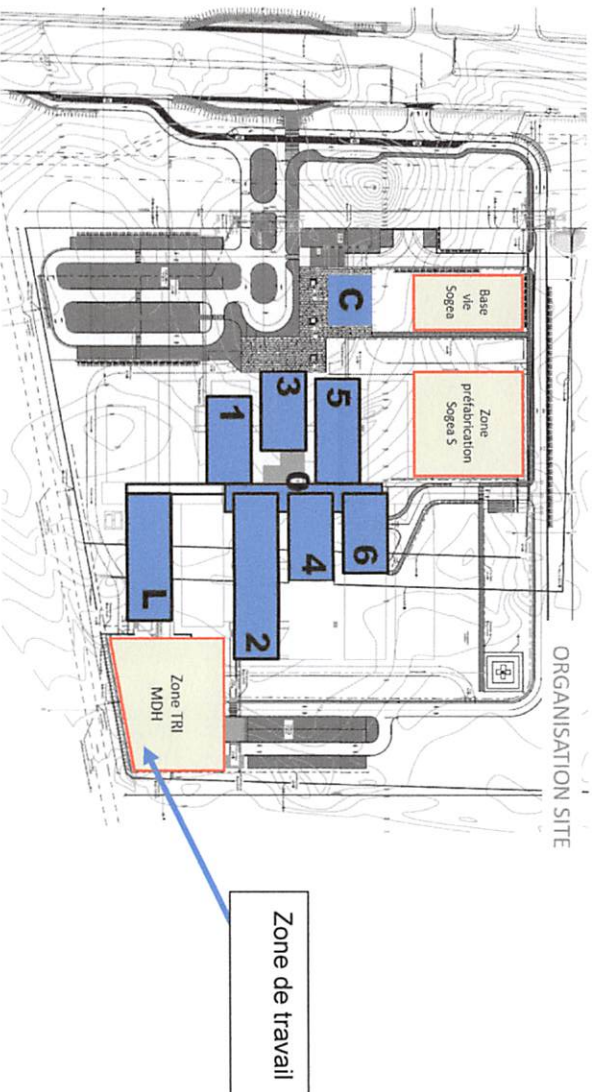 ORGANISATION SITE
Base
vie
Sogea
Zone
préfabrication
Sogea S
C
5
3
1
0
6
4
2
L
Zone TRI
MDH
Zone de travail